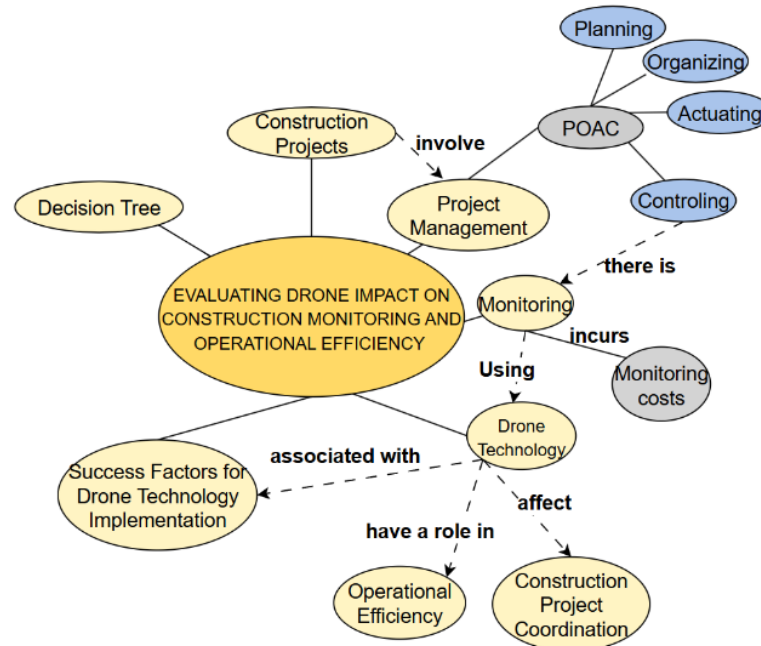 Planning
Organizing
Actuating
POAC
Controling
Construction
Projects
involve
Project
Management
Decision Tree
there is
EVALUATING DRONE IMPACT ON
CONSTRUCTION MONITORING AND
OPERATIONAL EFFICIENCY
Monitoring
incurs
Monitoring
costs
Using
Drone
Technology
associated with
Success Factors for
Drone Technology
Implementation
have a role in
affect
Operational
Efficiency
Construction
Project
Coordination